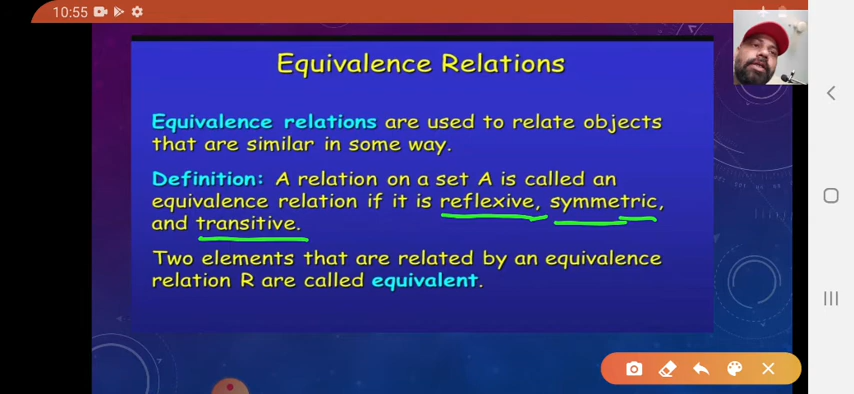 10:55
Equivalence Relations
Equivalence relations are used to relate objects
that are similar in some way.
Definition: A relation on a set A is called an
equivalence relation if it is reflexive, symmetric,
and transitive.
Two elements that are related by an equivalence
relation R are called equivalent.